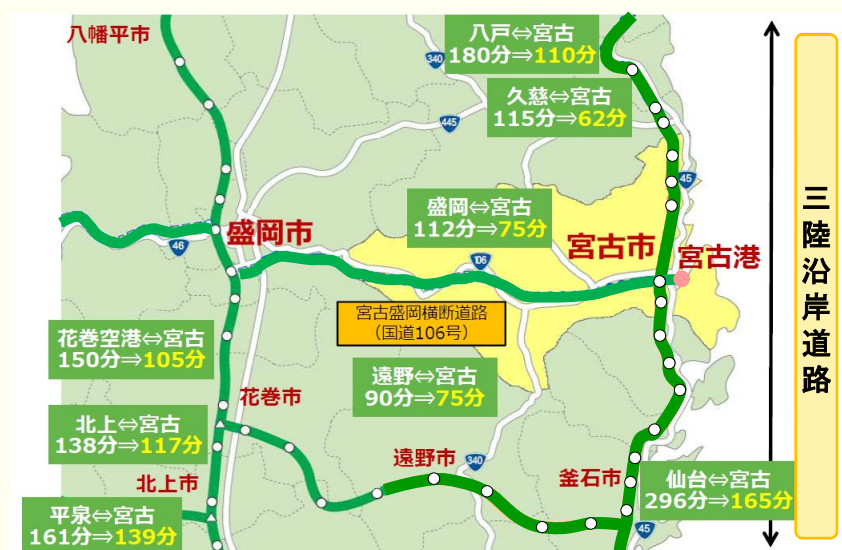 八幡平市
八戸⇔宮古
180分⇒110分
340
久慈⇔宮古
115分⇒62分
445
45
盛岡⇔宮古
112分⇒75分
盛岡市
46
宮古市
宮古港
106
宮古盛岡横断道路
（国道106号）
花巻空港⇔宮古
150分⇒105分
遠野⇔宮古
90分⇒75分
花巻市
北上⇔宮古
138分⇒117分
遠野市
340
北上市
釜石市
仙台⇔宮古
296分⇒165分
平泉⇔宮古
161分⇒139分
45
三陸沿岸道路